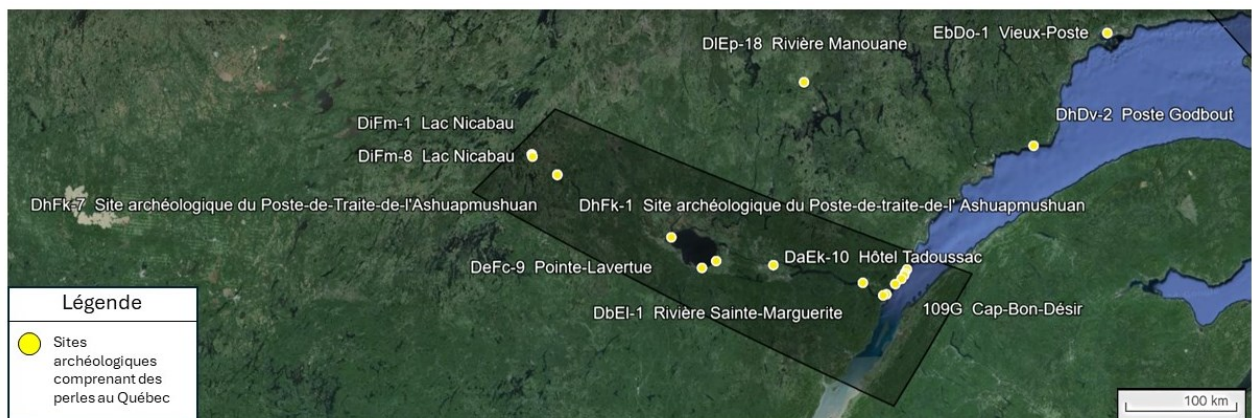 EbDo-1 Vieux-Poste
DlEp-18 Rivière Manouane
DhDv-2 Poste Godbout
DiFm-1 Lac Nicabau
DiFm-8 Lac Nicabau
DhFk-7 Site archéologique du Poste-de-Traite-de-l'Ashuapmushuan
DhFk-1 Site archéologique du Poste-de-traite-de-l' Ashuapmushuan
DaEk-10 Hôtel Tadoussac
DeFc-9 Pointe-Lavertue
DbEl-1 Rivière Sainte-Marguerite
109G Cap-Bon-Désir
Légende
Sites
archéologiques
comprenant des
perles au Québec
100 km